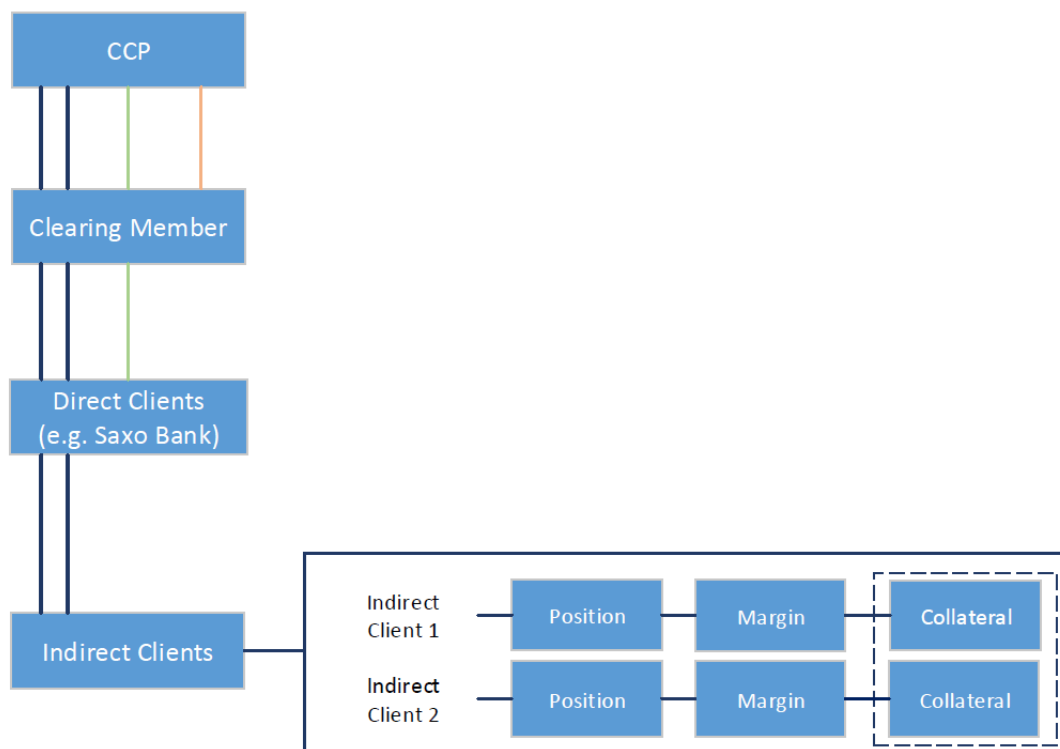 CCP
Clearing Member
Direct Clients
(e.g. Saxo Bank)
Indirect Clients
Indirect
Client 1
Position
Margin
Collateral
Indirect
Client 2
Position
Margin
Collateral